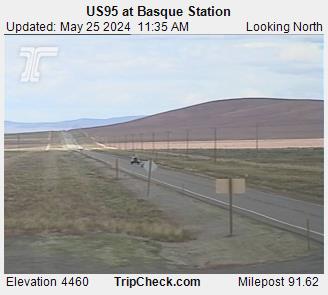 US95 at Basque Station
Updated: May 25 2024 11:35 AM Looking North
Elevation 4460 TripCheck.com Milepost 91.62